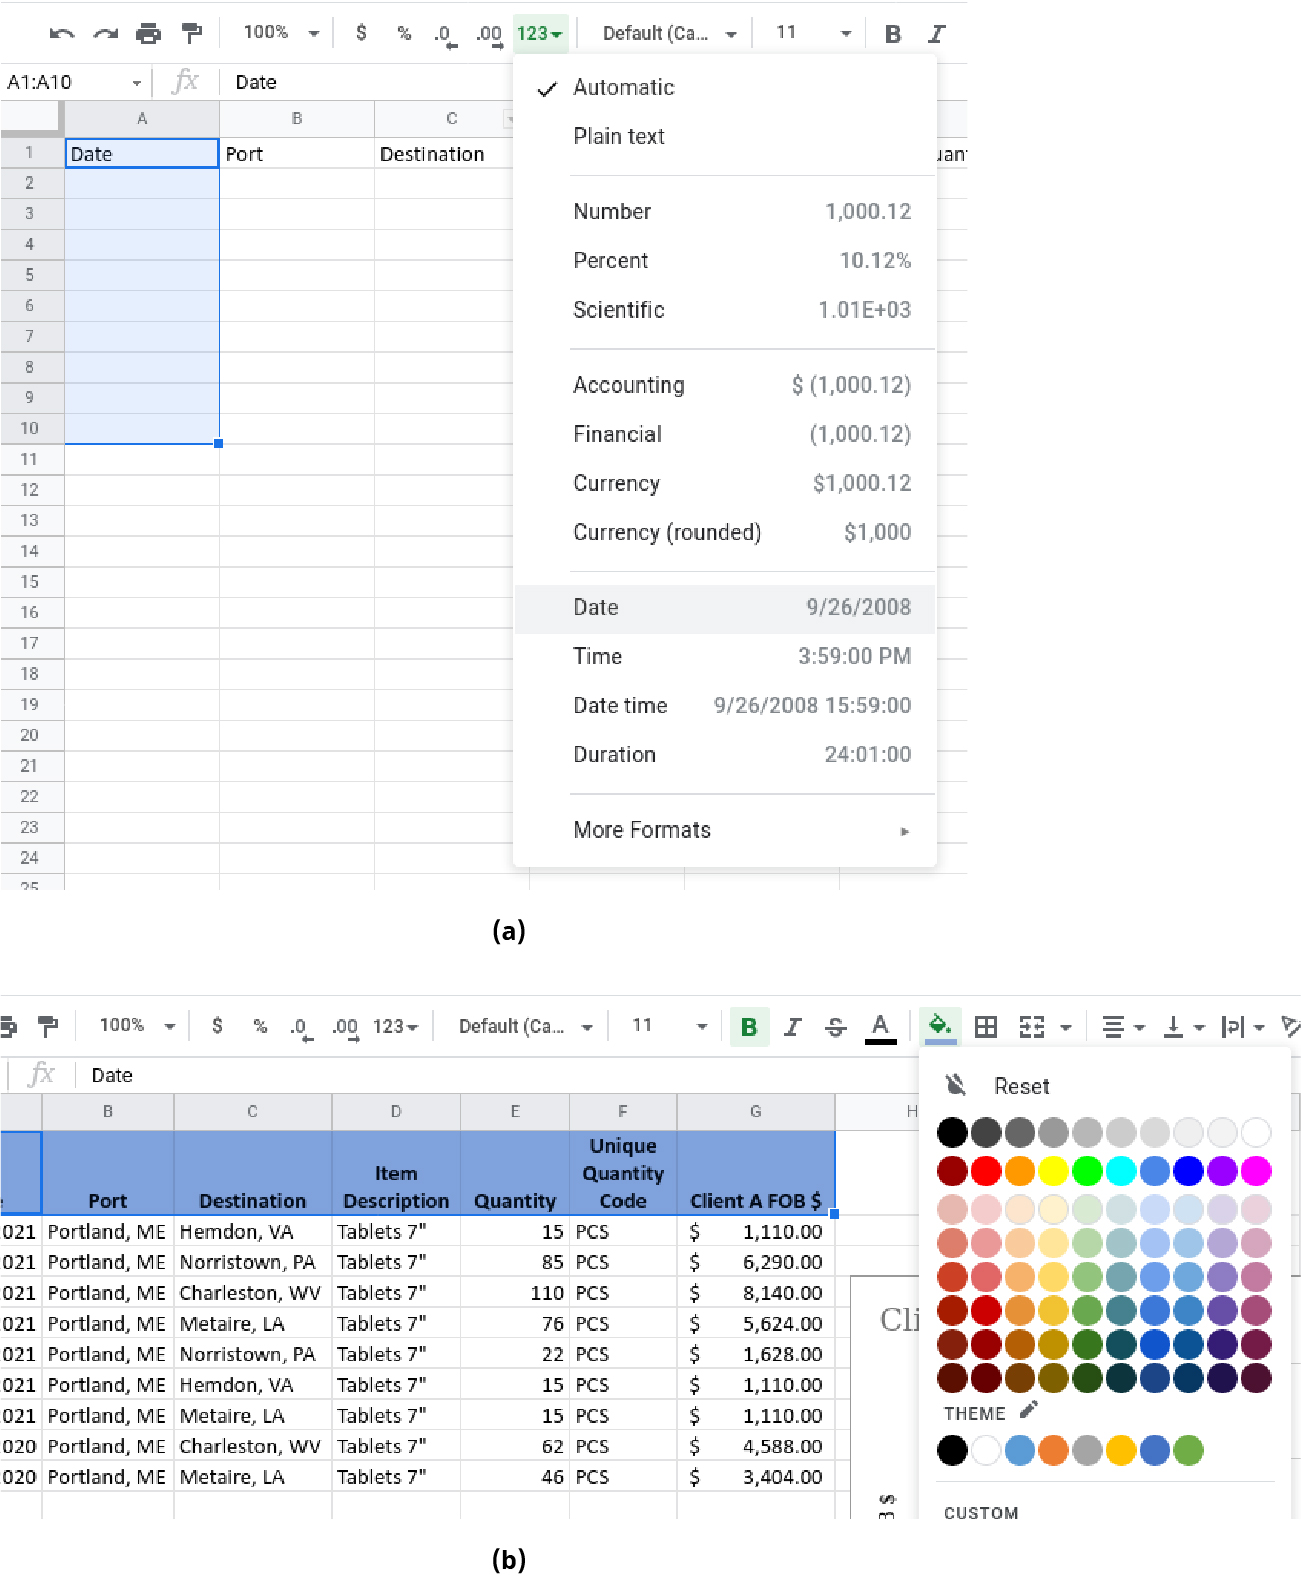 100% $ % .0 .00 123 Default (Ca... 11 B I
A1:A10 fx Date
A B C
1 Date Port Destination
2
3
4
5
6
7
8
9
10
11
12
13
14
15
16
17
18
19
20
21
22
23
24
25
Automatic
Plain text
Number 1,000.12
Percent 10.12%
Scientific 1.01E+03
Accounting $ (1,000.12)
Financial (1,000.12)
Currency $1,000.12
Currency (rounded) $1,000
Date 9/26/2008
Time 3:59:00 PM
Date time 9/26/2008 15:59:00
Duration 24:01:00
More Formats
(a)
100% $ % .0 .00 123 Default (Ca... 11 B I S A
fx Date
B C D E F G H
Port Destination Item Description Quantity Unique Quantity Code Client A FOB $
021 Portland, ME Hemdon, VA Tablets 7" 15 PCS $ 1,110.00
021 Portland, ME Norristown, PA Tablets 7" 85 PCS $ 6,290.00
021 Portland, ME Charleston, WV Tablets 7" 110 PCS $ 8,140.00
021 Portland, ME Metaire, LA Tablets 7" 76 PCS $ 5,624.00
021 Portland, ME Norristown, PA Tablets 7" 22 PCS $ 1,628.00
021 Portland, ME Hemdon, VA Tablets 7" 15 PCS $ 1,110.00
021 Portland, ME Metaire, LA Tablets 7" 15 PCS $ 1,110.00
020 Portland, ME Charleston, WV Tablets 7" 62 PCS $ 4,588.00
020 Portland, ME Metaire, LA Tablets 7" 46 PCS $ 3,404.00
Cli
Reset
THEME
CUSTOM
(b)